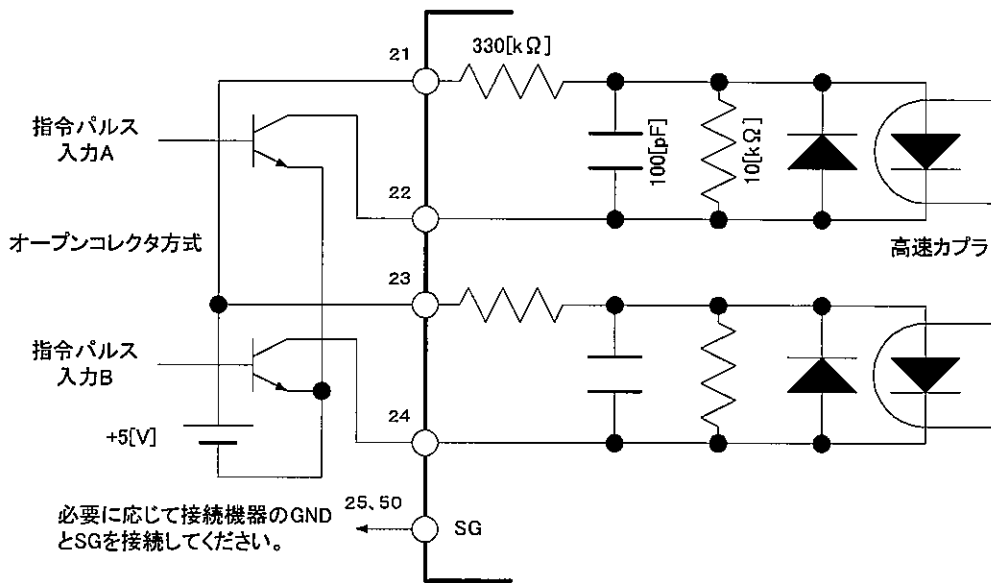 21
330[kΩ]
指令パルス
入力A
100[pF]
10[kΩ]
22
オープンコレクタ方式
高速カプラ
23
指令パルス
入力B
24
+5[V]
25、50
必要に応じて接続機器のGND
とSGを接続してください。
SG